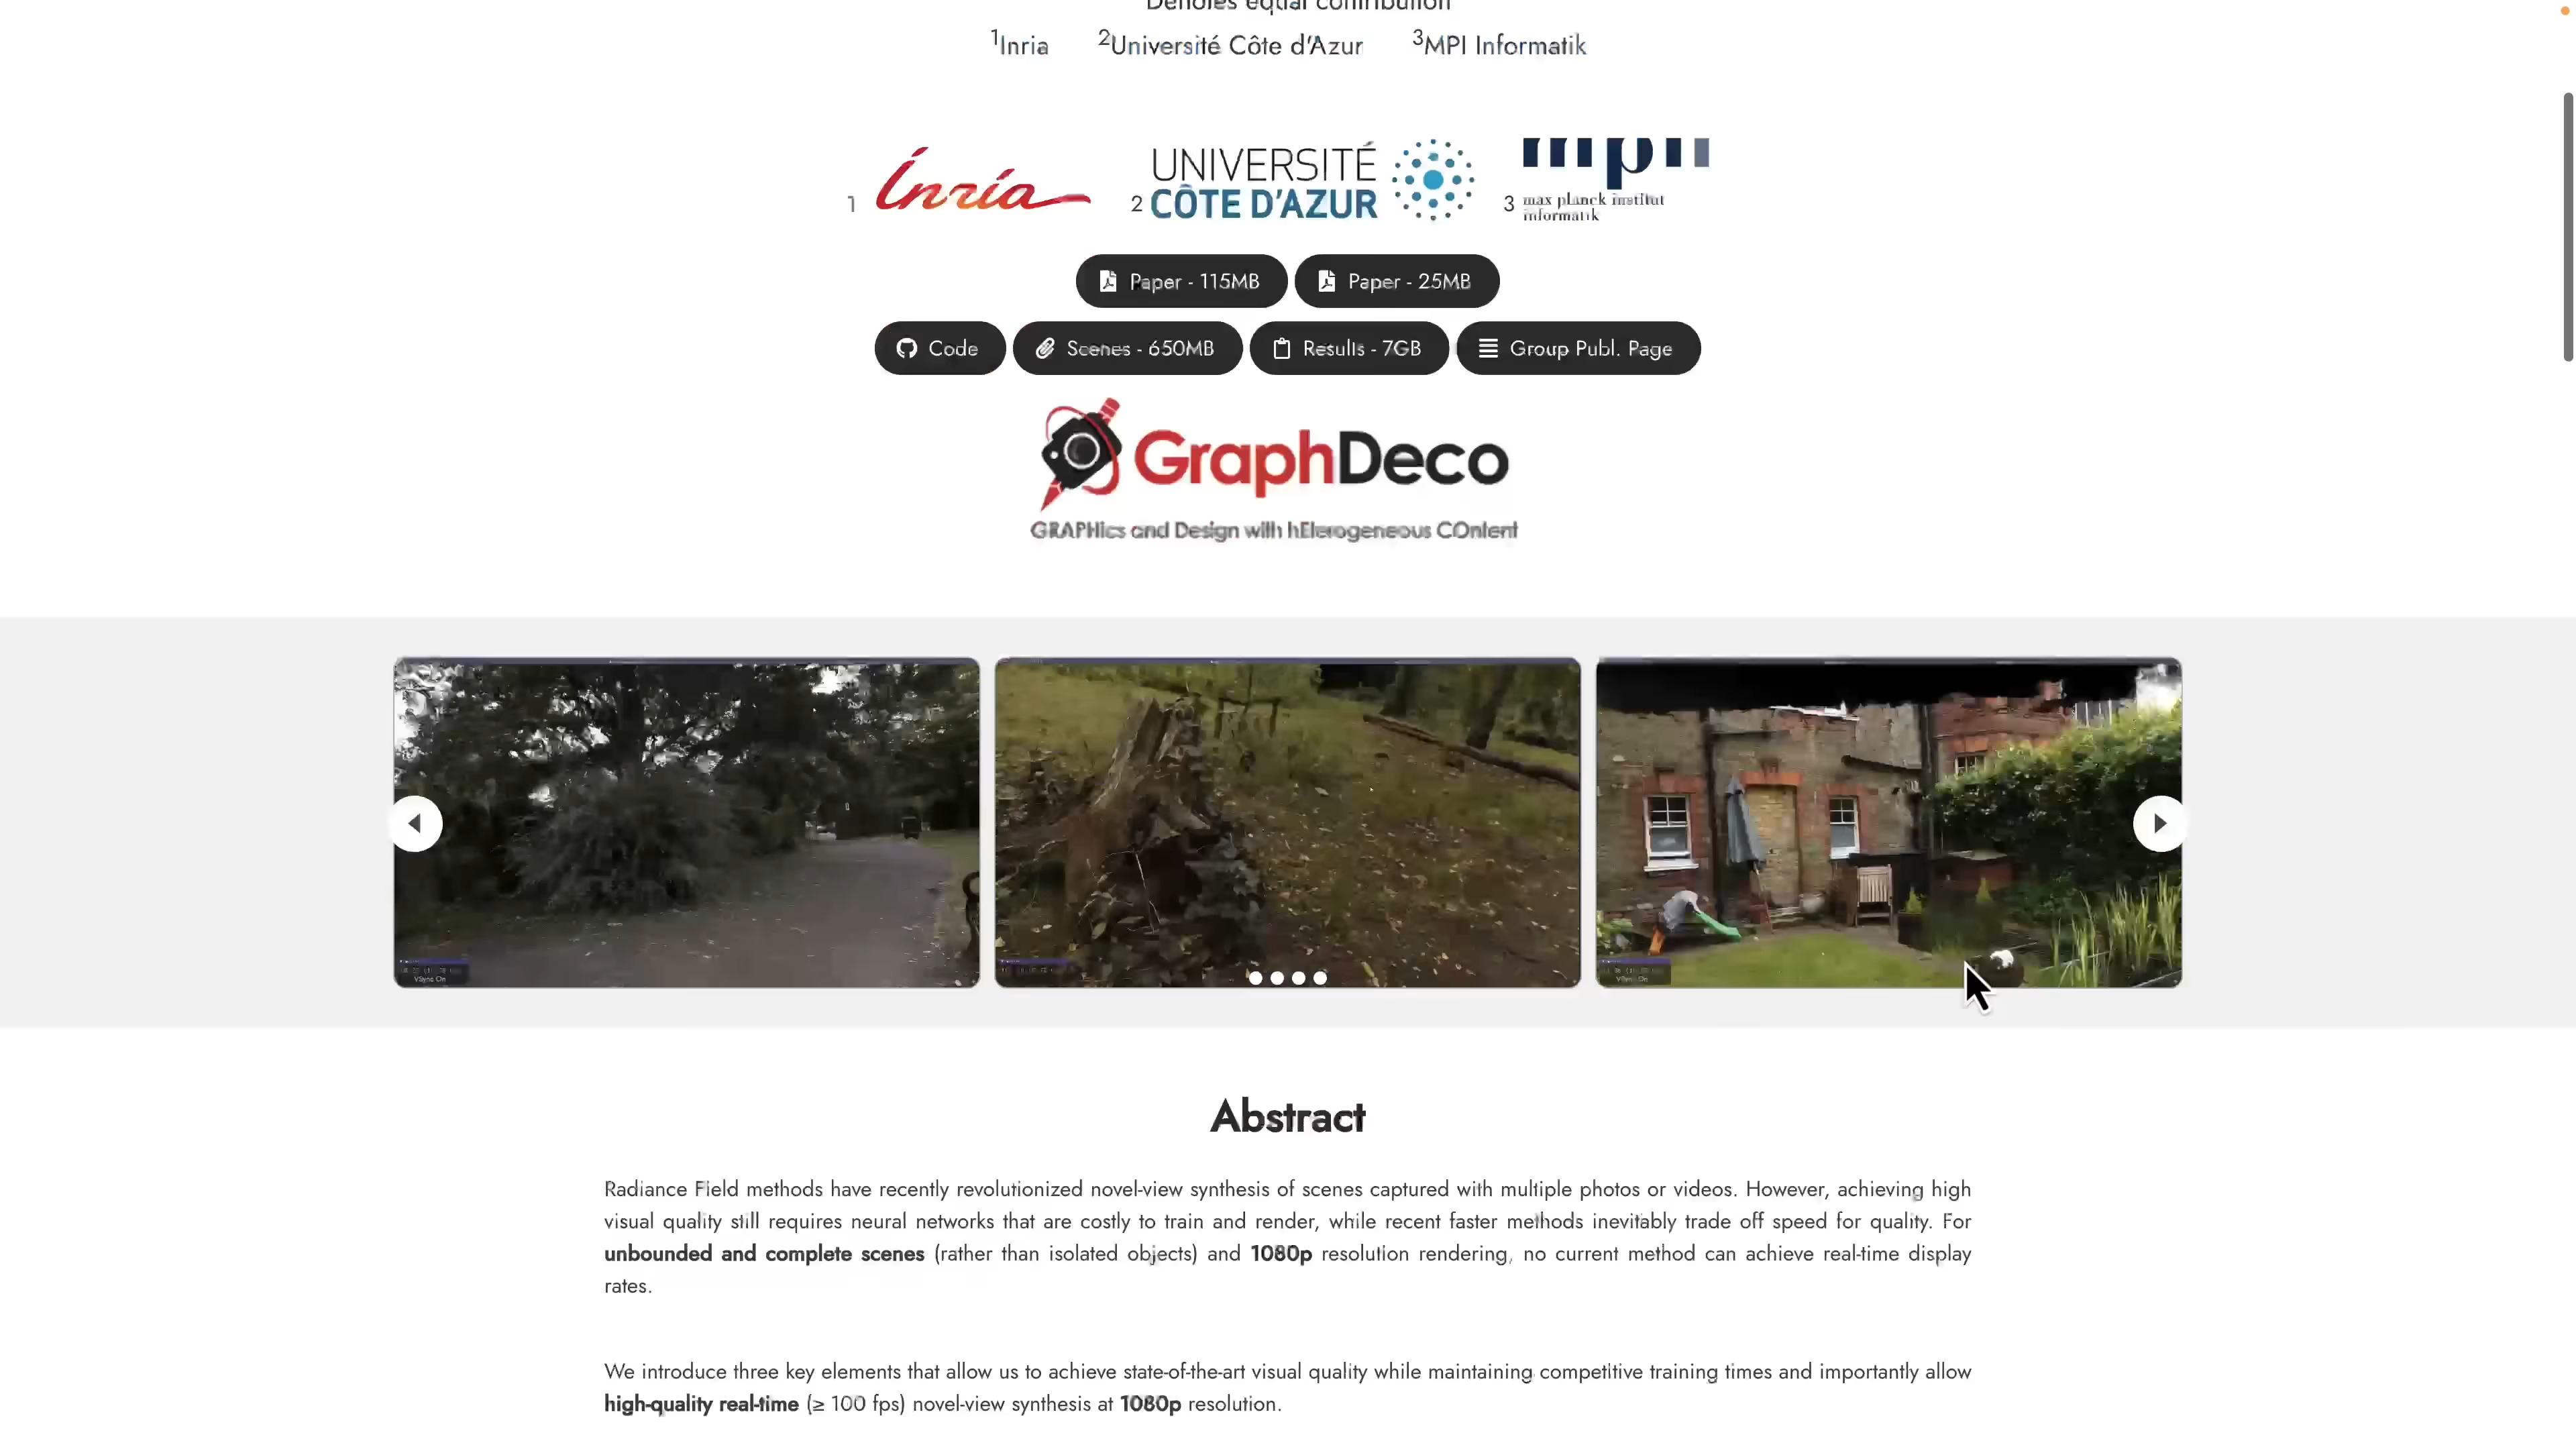 Denotes equal contribution
¹Inria ²Université Côte d'Azur ³MPI Informatik
1 Inria 2 UNIVERSITÉ CÔTE D'AZUR 3 max planck institut informatik
Paper - 115MB Paper - 25MB
Code Scenes - 650MB Results - 7GB Group Publ. Page
GraphDeco
GRAPHics and Design with hEterogeneous COntent
VSync On
VSync On
Abstract
Radiance Field methods have recently revolutionized novel-view synthesis of scenes captured with multiple photos or videos. However, achieving high
visual quality still requires neural networks that are costly to train and render, while recent faster methods inevitably trade off speed for quality. For
unbounded and complete scenes (rather than isolated objects) and 1080p resolution rendering, no current method can achieve real-time display
rates.
We introduce three key elements that allow us to achieve state-of-the-art visual quality while maintaining competitive training times and importantly allow
high-quality real-time (≥ 100 fps) novel-view synthesis at 1080p resolution.